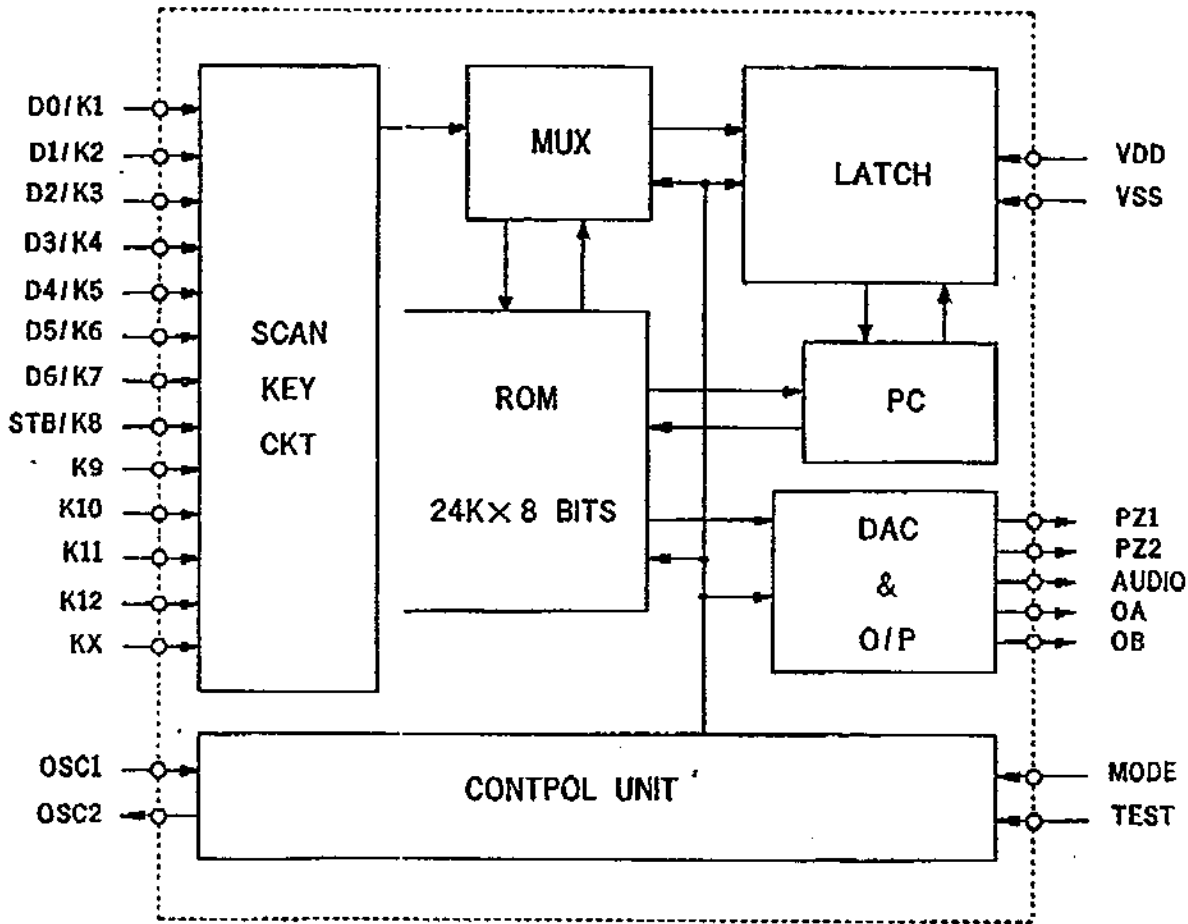 D0/K1
D1/K2
D2/K3
D3/K4
D4/K5
D5/K6
D6/K7
STB/K8
K9
K10
K11
K12
KX
OSC1
OSC2
SCAN
KEY
CKT
MUX
ROM
24K×8 BITS
LATCH
PC
DAC
&
O/P
CONTPOL UNIT
VDD
VSS
PZ1
PZ2
AUDIO
OA
OB
MODE
TEST